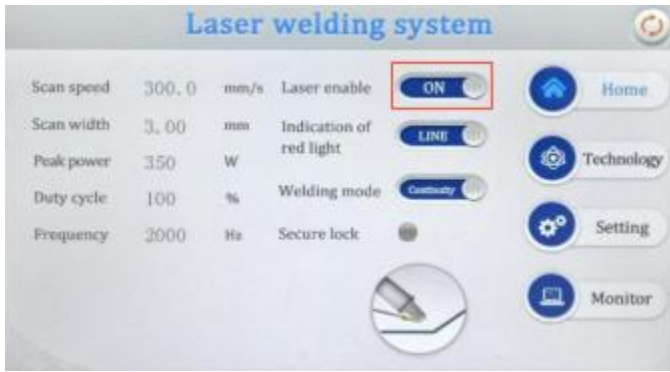 Laser welding system
Scan speed 300.0 mm/s Laser enable ON Home
Scan width 3.00 mm Indication of red light LINE
Peak power 350 W Technology
Duty cycle 100 % Welding mode Continuity
Frequency 2000 Hz Secure lock Setting
Monitor